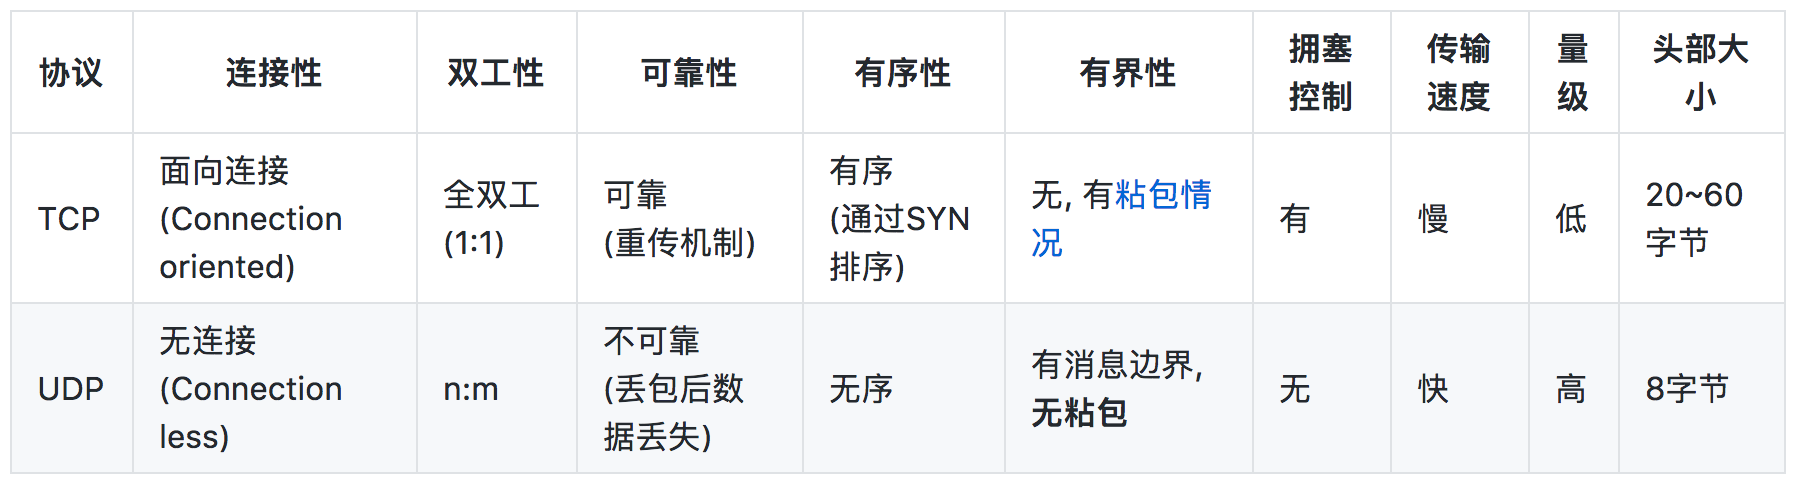 协议
连接性
双工性
可靠性
有序性
有界性
拥塞
控制
传输
速度
量
级
头部大
小
TCP
面向连接
(Connection
oriented)
全双工
(1:1)
可靠
(重传机制)
有序
(通过SYN
排序)
无, 有粘包情
况
有
慢
低
20~60
字节
UDP
无连接
(Connection
less)
n:m
不可靠
(丢包后数
据丢失)
无序
有消息边界,
无粘包
无
快
高
8字节